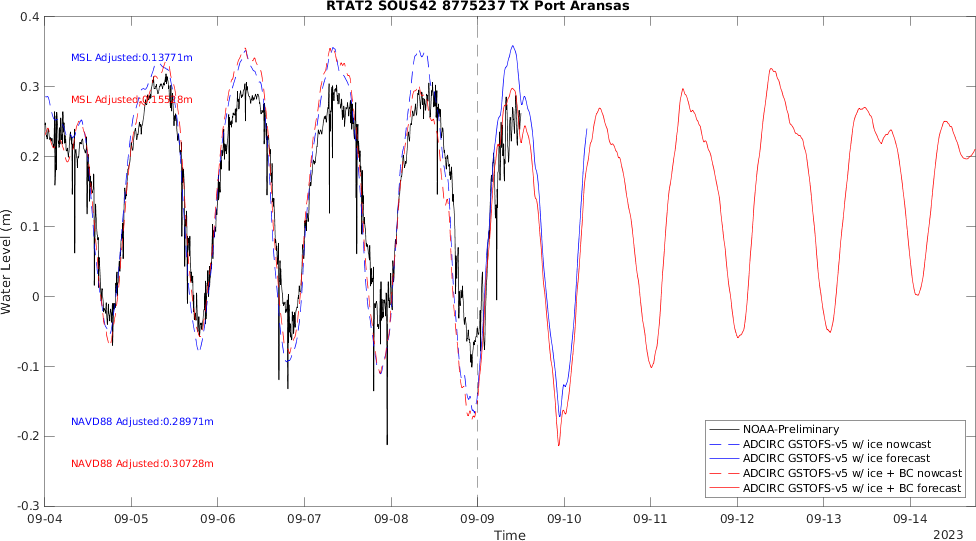 RTAT2 SOUS42 8775237 TX Port Aransas
0.4
0.3
0.2
0.1
0
-0.1
-0.2
-0.3
Water Level (m)
MSL Adjusted:0.13771m
MSL Adjusted:
NAVD88 Adjusted:0.28971m
NAVD88 Adjusted:0.30728m
NOAA-Preliminary
ADCIRC GSTOFS-v5 w/ ice nowcast
ADCIRC GSTOFS-v5 w/ ice forecast
ADCIRC GSTOFS-v5 w/ ice + BC nowcast
ADCIRC GSTOFS-v5 w/ ice + BC forecast
09-04 09-05 09-06 09-07 09-08 09-09 09-10 09-11 09-12 09-13 09-14
Time
2023